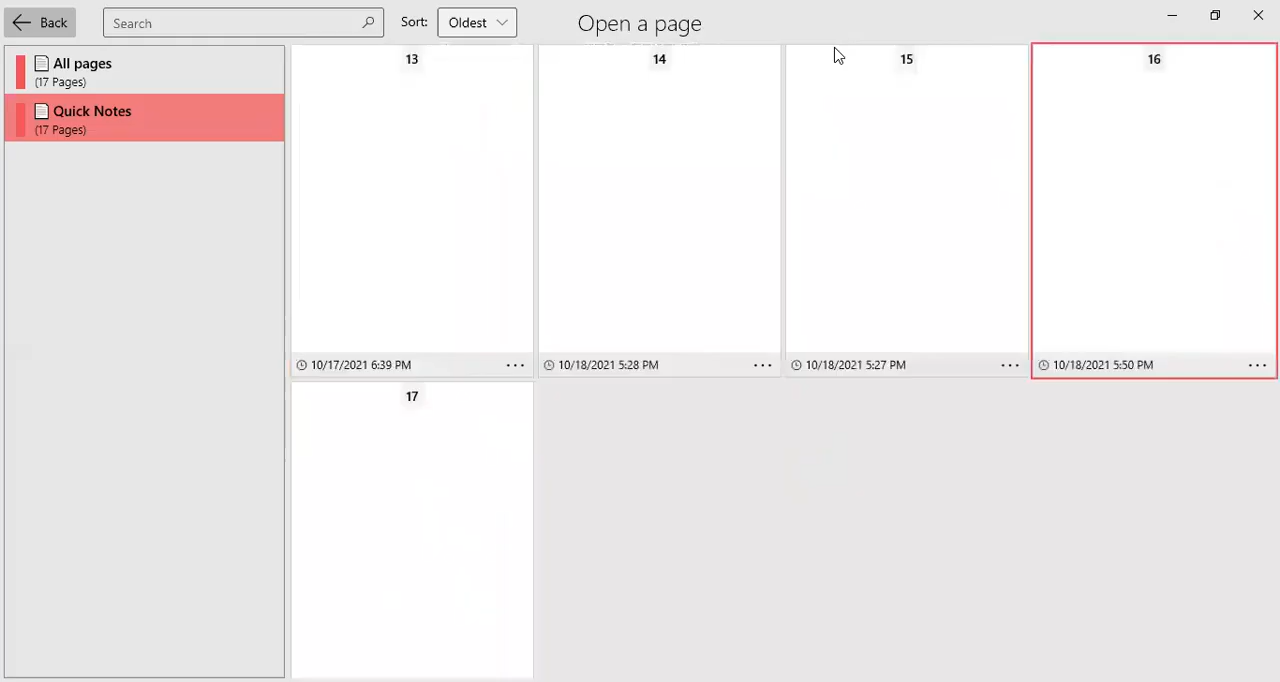 Back
Search
Sort:
Oldest
Open a page
All pages
(17 Pages)
Quick Notes
(17 Pages)
13
14
15
16
10/17/2021 6:39 PM
10/18/2021 5:28 PM
10/18/2021 5:27 PM
10/18/2021 5:50 PM
17